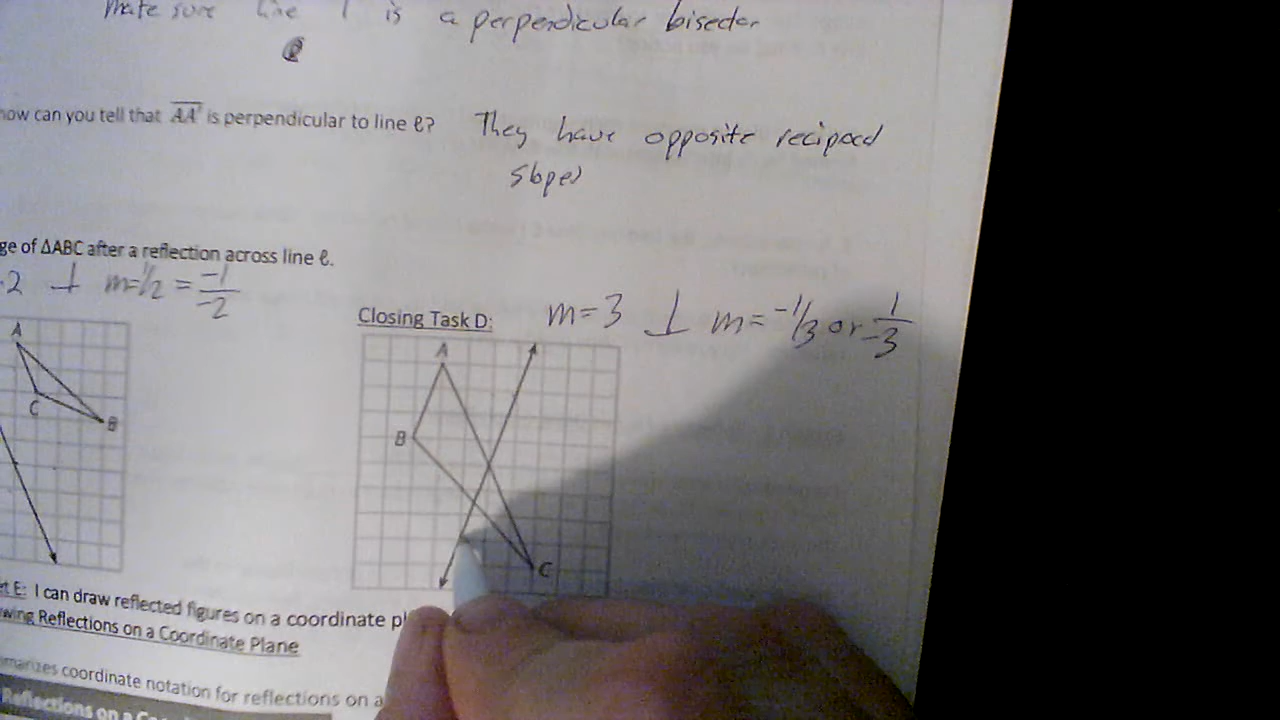 Make sure line l is a perpendicular bisector
how can you tell that AA' is perpendicular to line ℓ? They have opposite
slopes
ge of ΔABC after a reflection across line ℓ.
-2 ⊥ m=1/2 = -1/-2
Closing Task D: m=3 ⊥ m=-1/3 or 1/-3
A
A
B
C
B
C
rt E: I can draw reflected figures on a coordinate pl
wing Reflections on a Coordinate Plane
marizes coordinate notation for reflections on a
Reflections on a